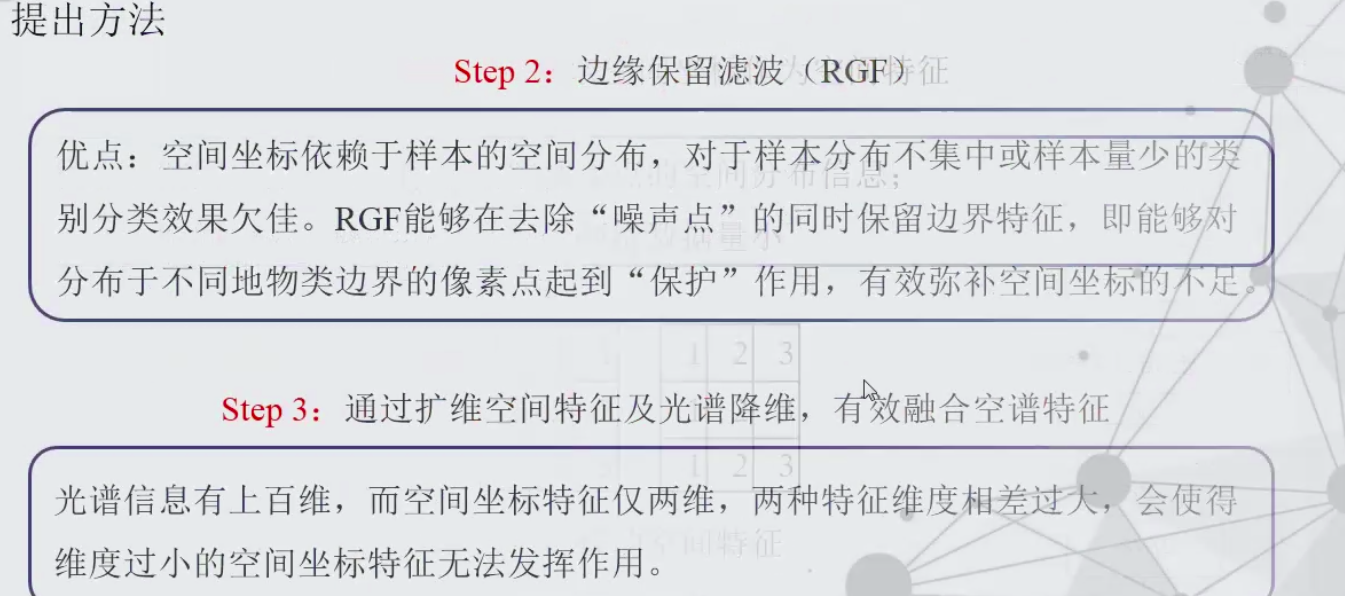 提出方法
Step 2：边缘保留滤波（RGF）
优点：空间坐标依赖于样本的空间分布，对于样本分布不集中或样本量少的类
别分类效果欠佳。RGF能够在去除“噪声点”的同时保留边界特征，即能够对
分布于不同地物类边界的像素点起到“保护”作用，有效弥补空间坐标的不足。
1 2 3
Step 3：通过扩维空间特征及光谱降维，有效融合空谱特征
1 2 3
光谱信息有上百维，而空间坐标特征仅两维，两种特征维度相差过大，会使得
维度过小的空间坐标特征无法发挥作用。